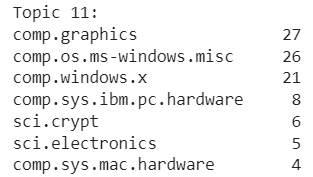 Topic 11:
comp.graphics 27
comp.os.ms-windows.misc 26
comp.windows.x 21
comp.sys.ibm.pc.hardware 8
sci.crypt 6
sci.electronics 5
comp.sys.mac.hardware 4